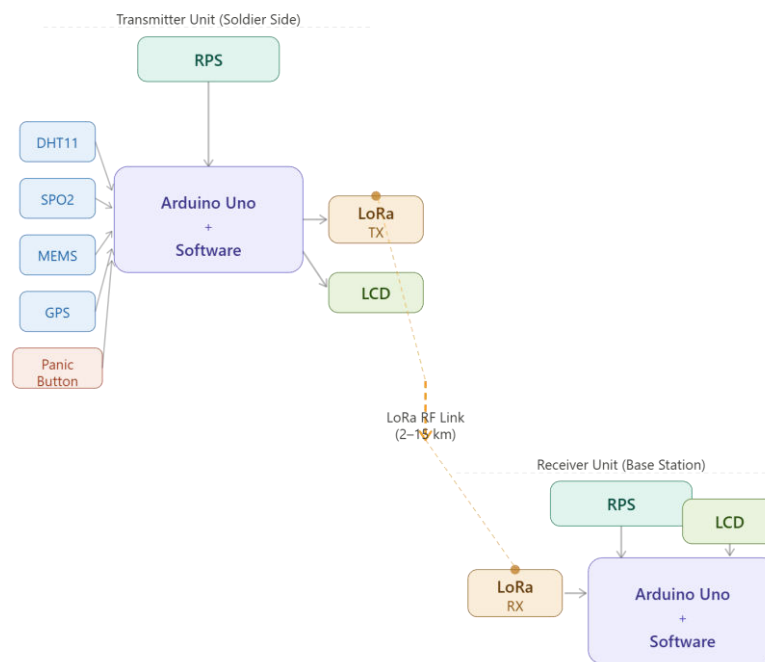 Transmitter Unit (Soldier Side)
RPS
DHT11
SPO2
MEMS
GPS
Panic
Button
Arduino Uno
+
Software
LoRa
TX
LCD
LoRa RF Link
(2–15 km)
Receiver Unit (Base Station)
RPS
LCD
LoRa
RX
Arduino Uno
+
Software